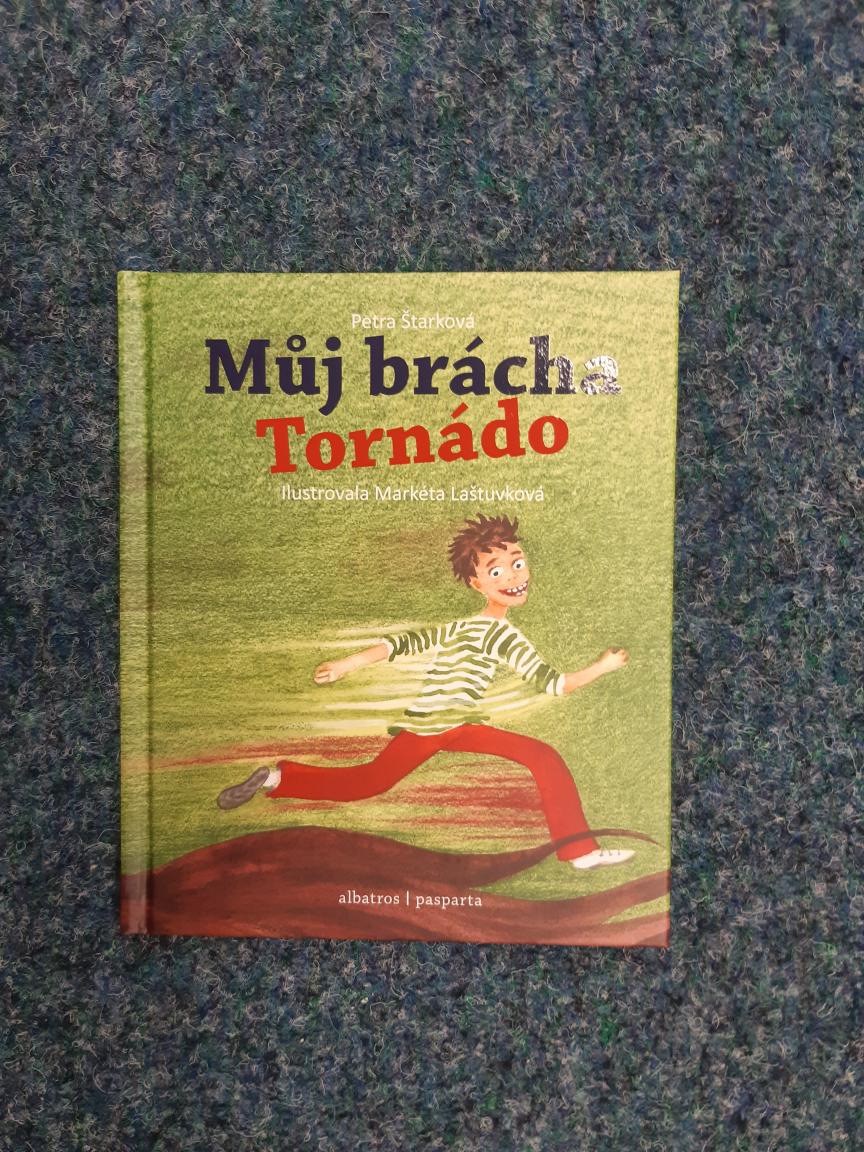 Petra Štarková
Můj brácha
Tornádo
Ilustrovala Markéta Laštuvková
albatros | pasparta